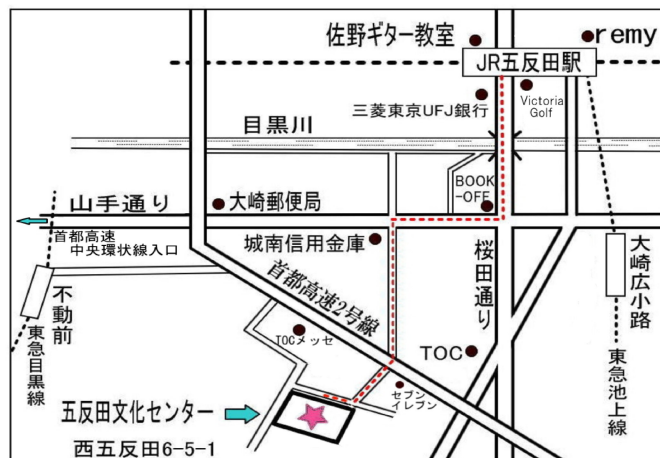 佐野ギター教室
remy
JR五反田駅
三菱東京UFJ銀行
Victoria
Golf
目黒川
BOOK
-OFF
山手通り
大崎郵便局
首都高速
中央環状線入口
城南信用金庫
桜田通り
大崎広小路
不動前
東急目黒線
首都高速2号線
TOCメッセ
TOC
東急池上線
セブン
イレブン
五反田文化センター
西五反田6-5-1